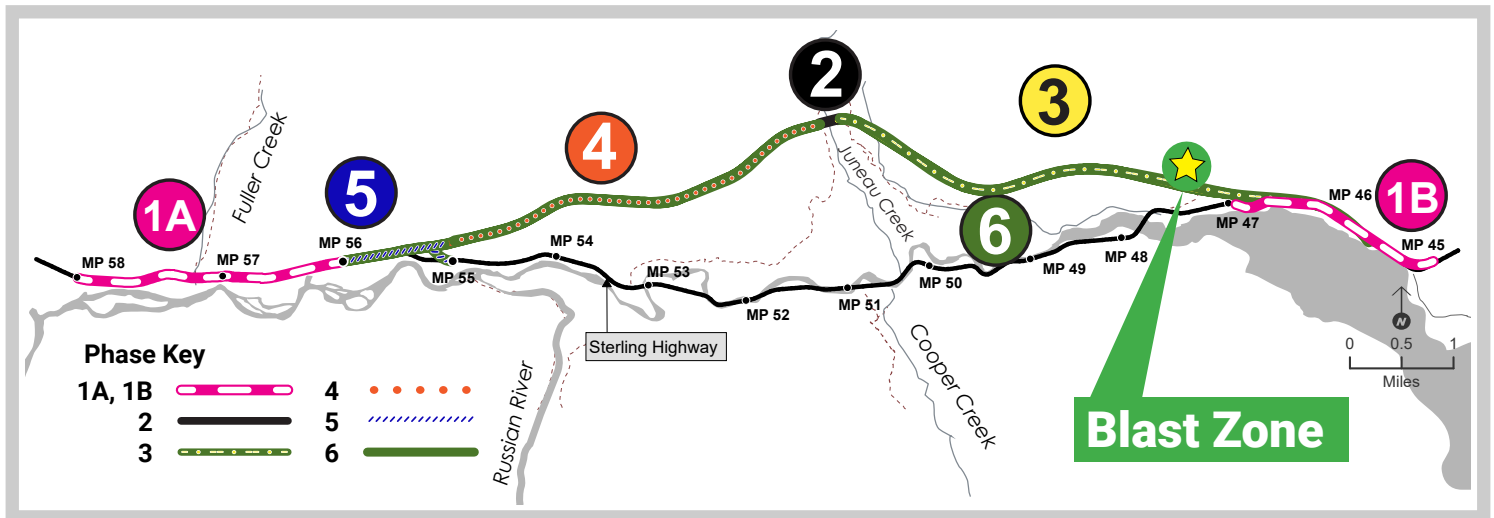 2
3
4
5
1A
1B
6
Fuller Creek
Juneau Creek
MP 58
MP 57
MP 56
MP 55
MP 54
MP 53
MP 52
MP 51
MP 50
MP 49
MP 48
MP 47
MP 46
MP 45
Sterling Highway
Russian River
Cooper Creek
N
0 0.5 1
Miles
Blast Zone
Phase Key
1A, 1B
4
2
5
3
6